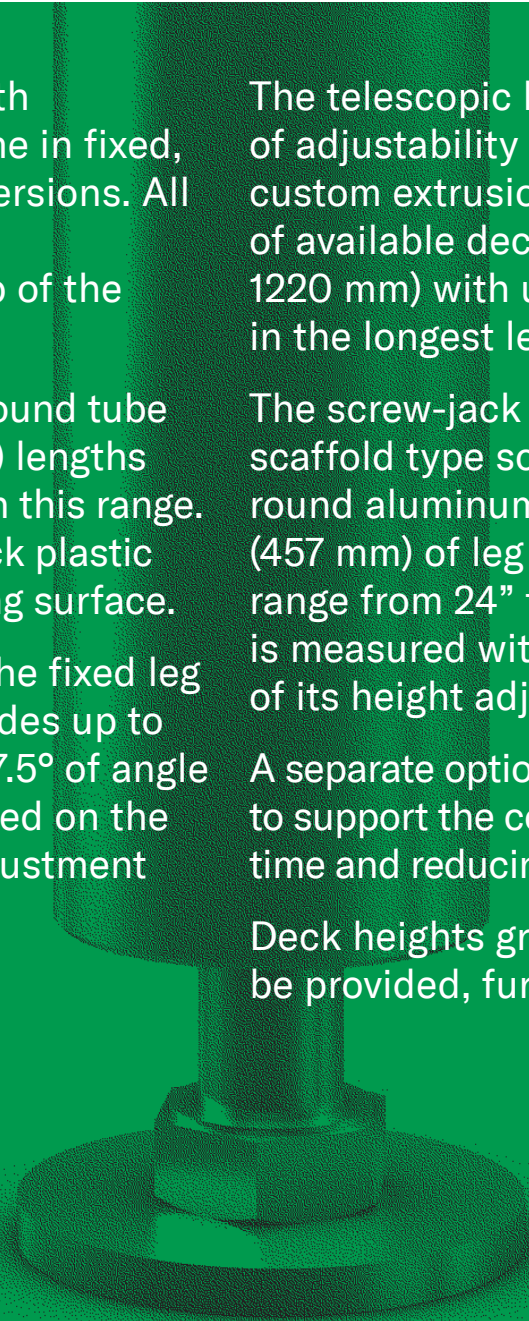 th
ne in fixed,
ersions. All
o of the
ound tube
) lengths
n this range.
ck plastic
ng surface.
he fixed leg
des up to
7.5° of angle
ed on the
ustment
The telescopic l
of adjustability
custom extrusio
of available dec
1220 mm) with u
in the longest le
The screw-jack
scaffold type sc
round aluminun
(457 mm) of leg
range from 24” t
is measured wit
of its height adj
A separate optio
to support the co
time and reducin
Deck heights gr
be provided, fur